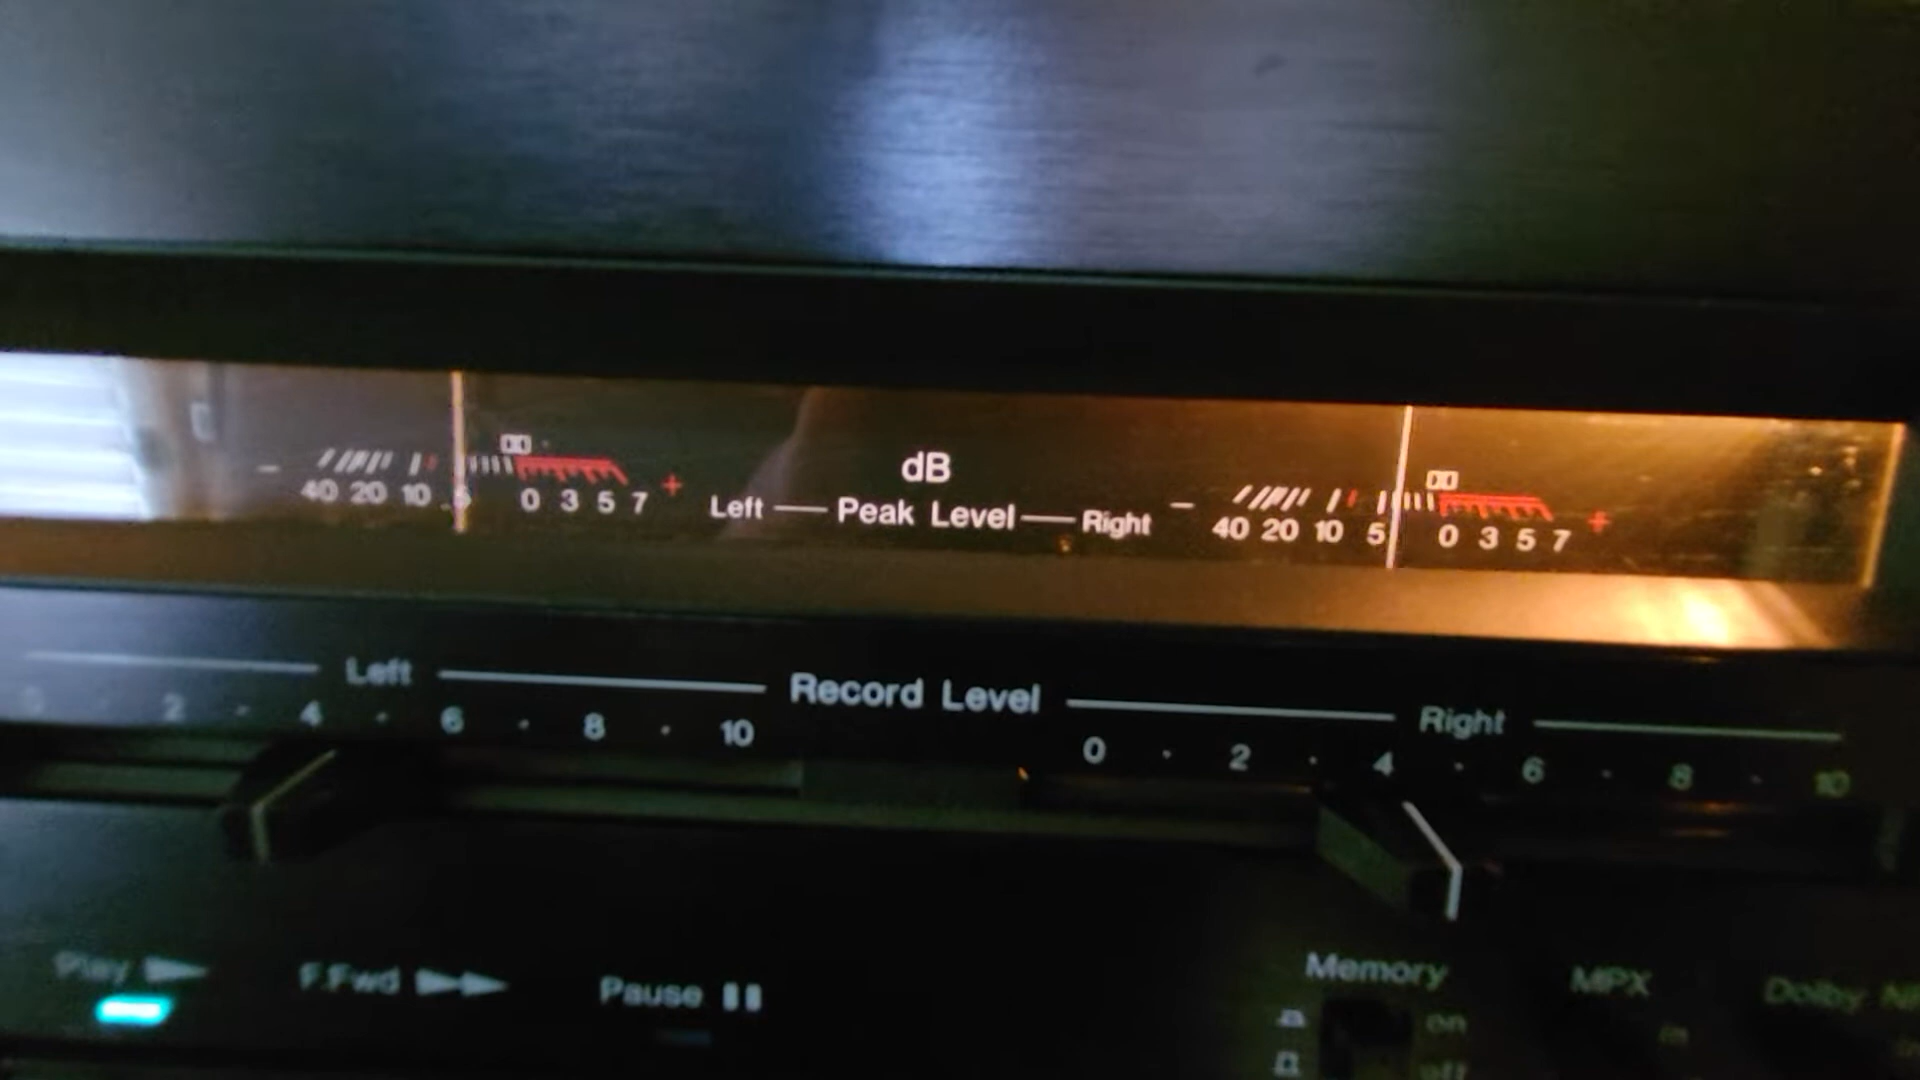 dB
− 40 20 10 5 0 3 5 7 +
Left — Peak Level — Right
− 40 20 10 5 0 3 5 7 +
Left Record Level Right
2 · 4 · 6 · 8 · 10
0 · 2 · 4 · 6 · 8 · 10
Play F.Fwd Pause
Memory MPX Dolby
on in
off